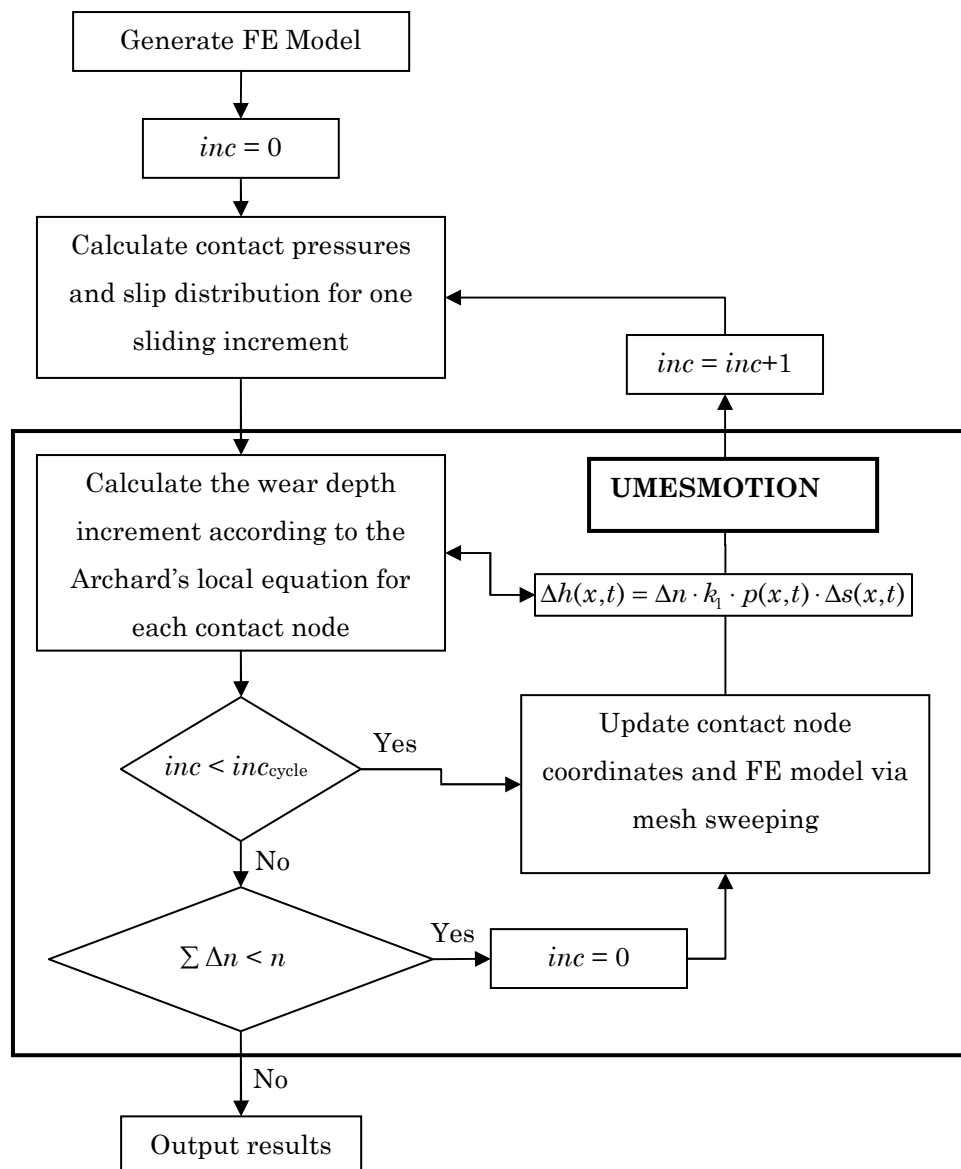 Generate FE Model
inc = 0
Calculate contact pressures
and slip distribution for one
sliding increment
inc = inc+1
Calculate the wear depth
increment according to the
Archard's local equation for
each contact node
UMESMOTION
Δh(x,t) = Δn · k₁ · p(x,t) · Δs(x,t)
inc < inc_cycle
Yes
Update contact node
coordinates and FE model via
mesh sweeping
No
∑ Δn < n
Yes
inc = 0
No
Output results